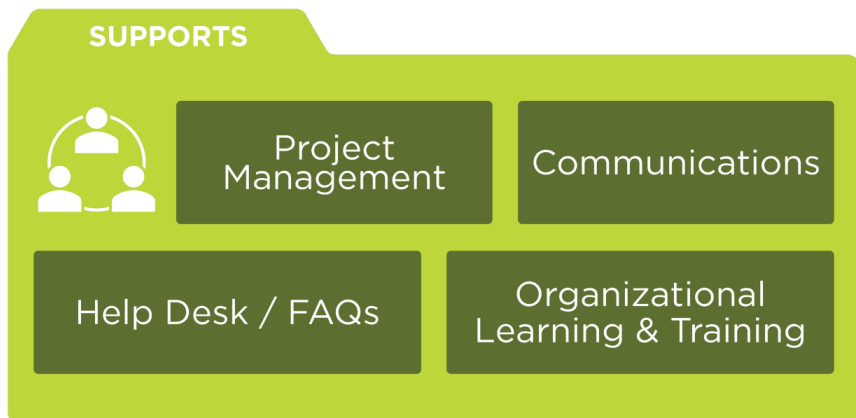 SUPPORTS
Project
Management
Communications
Help Desk / FAQs
Organizational
Learning & Training